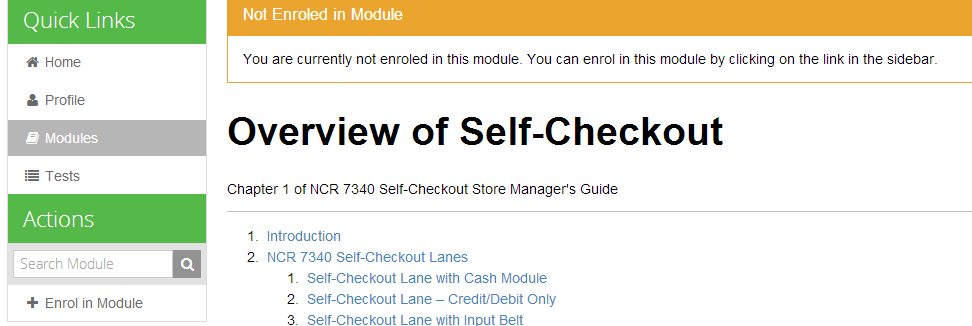 Quick Links
Home
Profile
Modules
Tests
Actions
Search Module
Enrol in Module
Not Enroled in Module
You are currently not enroled in this module. You can enrol in this module by clicking on the link in the sidebar.
Overview of Self-Checkout
Chapter 1 of NCR 7340 Self-Checkout Store Manager's Guide
1. Introduction
2. NCR 7340 Self-Checkout Lanes
1. Self-Checkout Lane with Cash Module
2. Self-Checkout Lane – Credit/Debit Only
3. Self-Checkout Lane with Input Belt